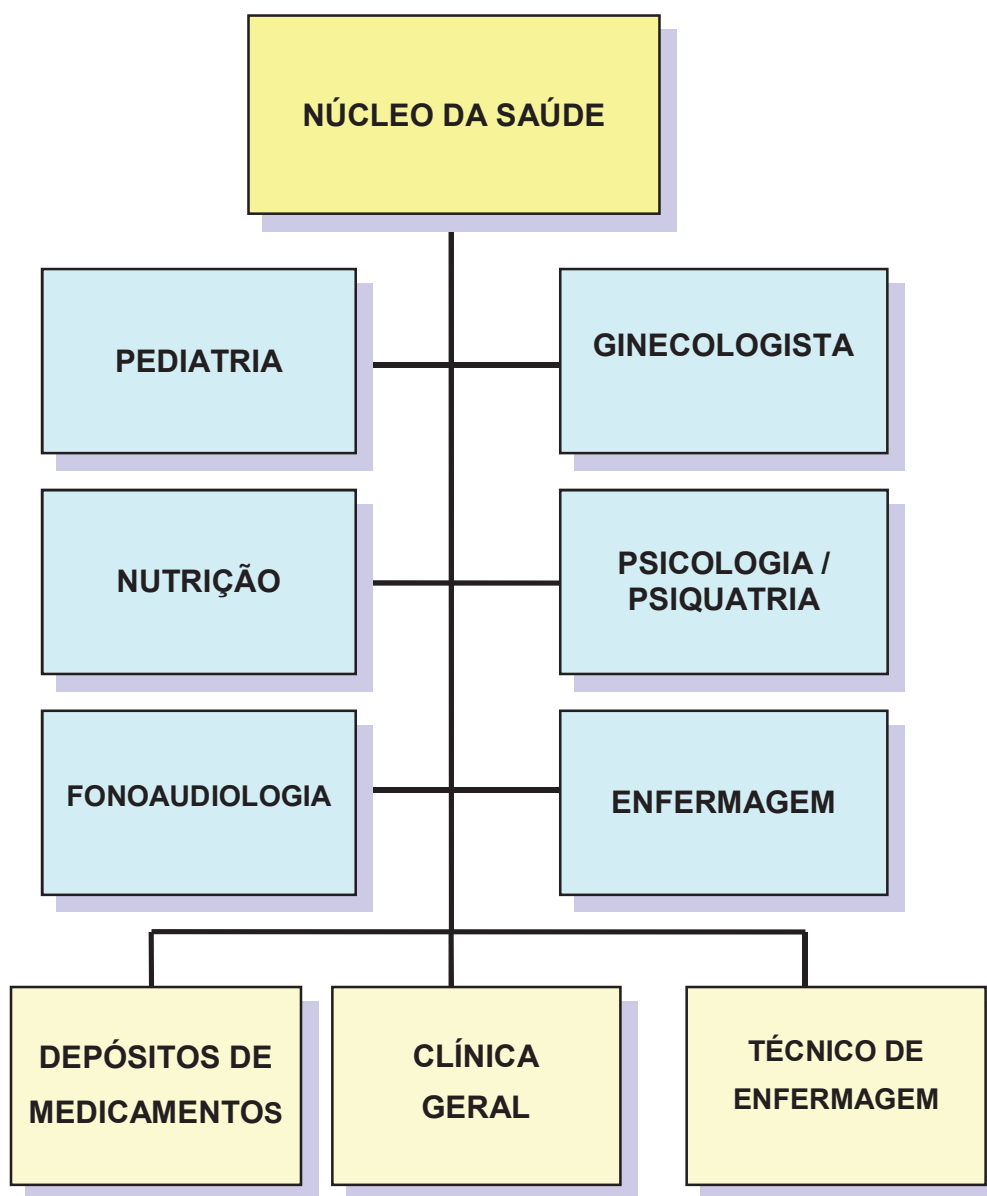 NÚCLEO DA SAÚDE
PEDIATRIA
GINECOLOGISTA
NUTRIÇÃO
PSICOLOGIA /
PSIQUATRIA
FONOAUDIOLOGIA
ENFERMAGEM
DEPÓSITOS DE
MEDICAMENTOS
CLÍNICA
GERAL
TÉCNICO DE
ENFERMAGEM